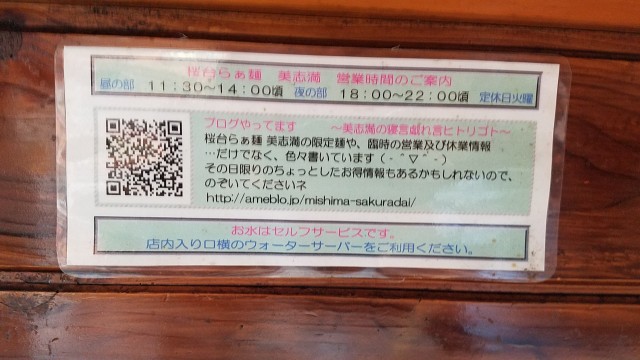 桜台らぁ麺 美志満 営業時間のご案内
昼の部 11:30~14:00頃 夜の部 18:00~22:00頃 定休日火曜
ブログやってます ~美志満の寝言戯れ言ヒトリゴト~
桜台らぁ麺 美志満の限定麺や、臨時の営業及び休業情報
…だけでなく、色々書いています(・ˆ∇ˆ・)
その日限りのちょっとしたお得情報もあるかもしれないので、
のぞいてくださいネ
http://ameblo.jp/mishima-sakuradai/
お水はセルフサービスです。
店内入り口横のウォーターサーバーをご利用ください。